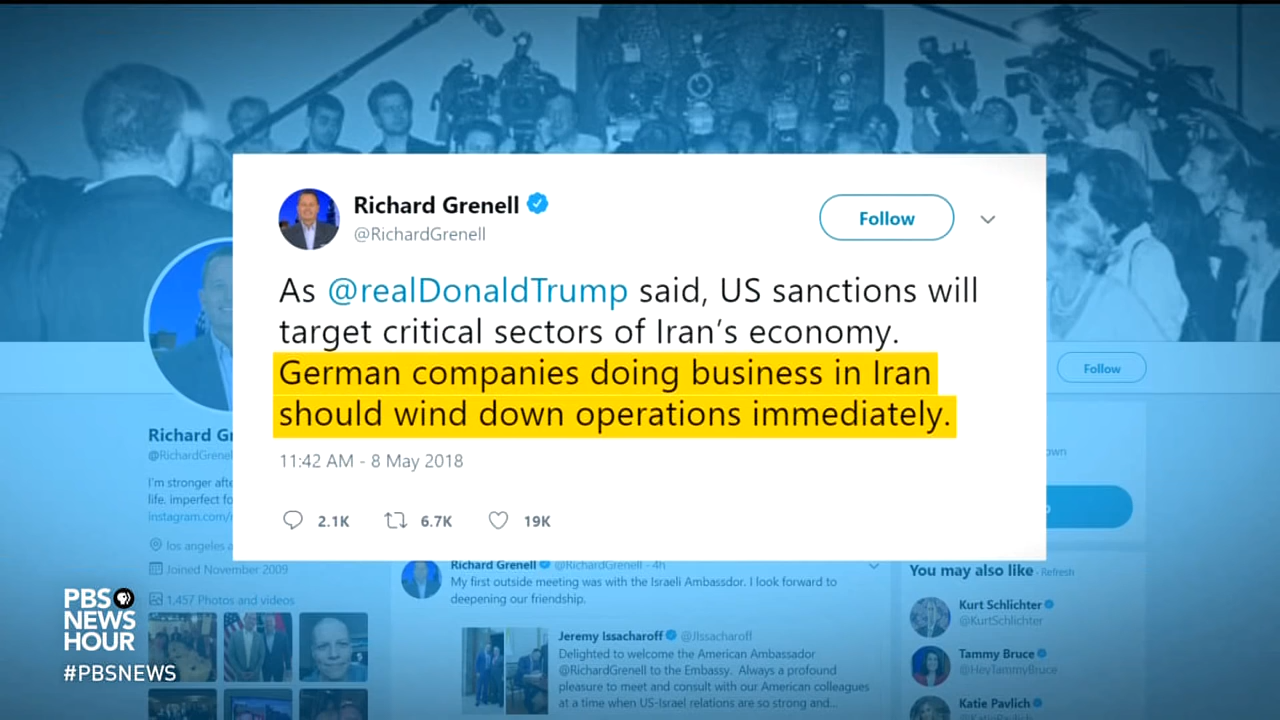 Richard Grenell
@RichardGrenell
Follow
As @realDonaldTrump said, US sanctions will
target critical sectors of Iran's economy.
German companies doing business in Iran
should wind down operations immediately.
11:42 AM - 8 May 2018
2.1K 6.7K 19K
Follow
Richard Gr
@RichardGrenel
I'm stronger afte
life. imperfect fo
instagram.com/r
los angeles a
Joined November 2009
1,457 Photos and videos
Richard Grenell @RichardGrenell · 4h
My first outside meeting was with the Israeli Ambassdor. I look forward to
deepening our friendship.
Jeremy Issacharoff @JIssacharoff
Delighted to welcome the American Ambassador
@RichardGrenell to the Embassy. Always a profound
pleasure to meet and consult with our American colleagues
at a time when US-Israel relations are so strong and...
own
You may also like · Refresh
Kurt Schlichter
@KurtSchlichter
Tammy Bruce
@HeyTammyBruce
Katie Pavlich
@KatiePavlich
PBS
NEWS
HOUR
#PBSNEWS